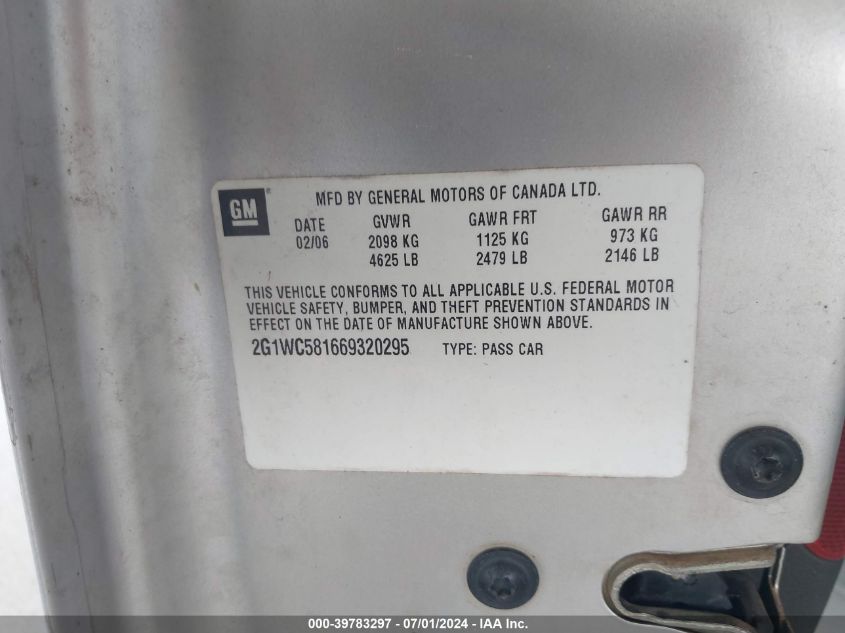 GM®
MFD BY GENERAL MOTORS OF CANADA LTD.
DATE GVWR GAWR FRT GAWR RR
02/06 2098 KG 1125 KG 973 KG
4625 LB 2479 LB 2146 LB
THIS VEHICLE CONFORMS TO ALL APPLICABLE U.S. FEDERAL MOTOR
VEHICLE SAFETY, BUMPER, AND THEFT PREVENTION STANDARDS IN
EFFECT ON THE DATE OF MANUFACTURE SHOWN ABOVE.
2G1WC581669320295 TYPE: PASS CAR
000-39783297 - 07/01/2024 - IAA Inc.